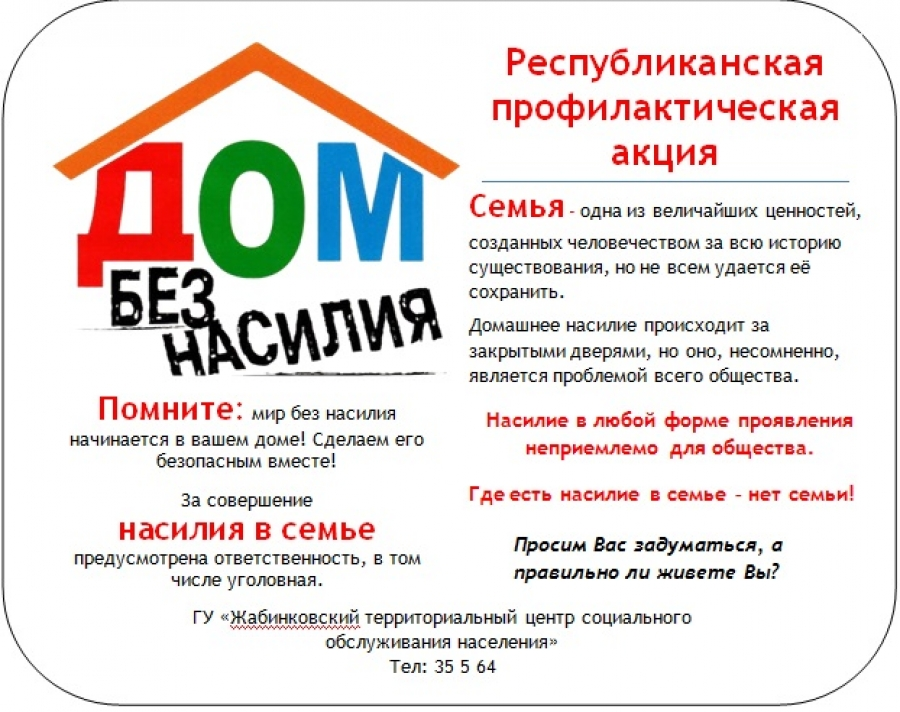 ДОМ
БЕЗ
НАСИЛИЯ
Помните: мир без насилия
начинается в вашем доме! Сделаем его
безопасным вместе!
За совершение
насилия в семье
предусмотрена ответственность, в том
числе уголовная.
Республиканская
профилактическая
акция
Семья - одна из величайших ценностей,
созданных человечеством за всю историю
существования, но не всем удается её
сохранить.
Домашнее насилие происходит за
закрытыми дверями, но оно, несомненно,
является проблемой всего общества.
Насилие в любой форме проявления
неприемлемо для общества.
Где есть насилие в семье - нет семьи!
Просим Вас задуматься, а
правильно ли живете Вы?
ГУ «Жабинковский территориальный центр социального
обслуживания населения»
Тел: 35 5 64